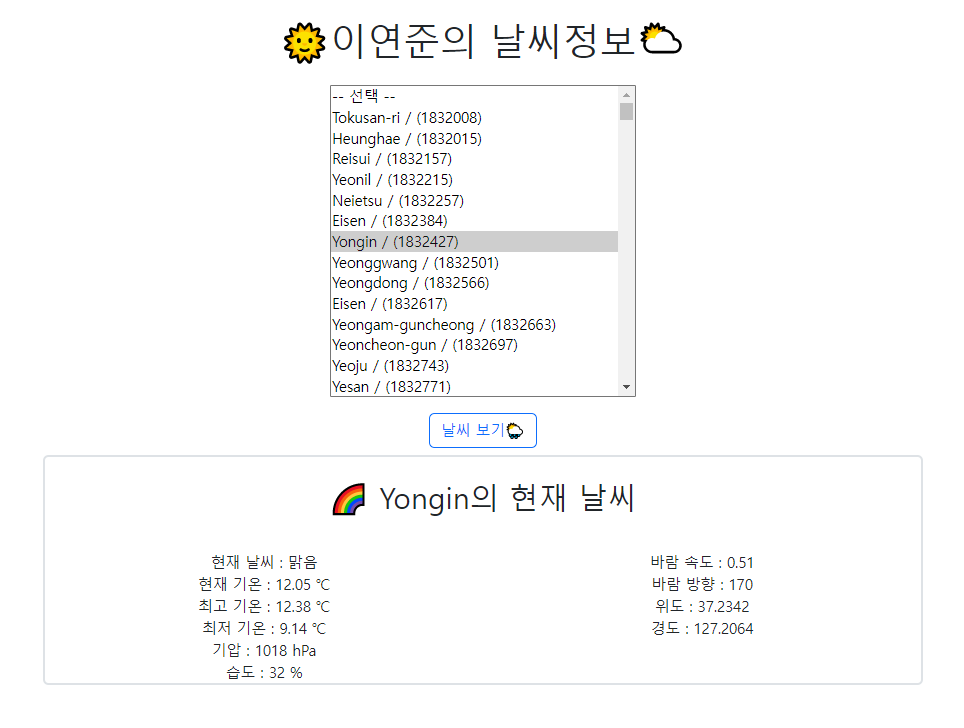 이연준의 날씨정보
-- 선택 --
Tokusan-ri / (1832008)
Heunghae / (1832015)
Reisui / (1832157)
Yeonil / (1832215)
Neietsu / (1832257)
Eisen / (1832384)
Yongin / (1832427)
Yeonggwang / (1832501)
Yeongdong / (1832566)
Eisen / (1832617)
Yeongam-guncheong / (1832663)
Yeoncheon-gun / (1832697)
Yeoju / (1832743)
Yesan / (1832771)
날씨 보기
Yongin의 현재 날씨
현재 날씨 : 맑음
현재 기온 : 12.05 ℃
최고 기온 : 12.38 ℃
최저 기온 : 9.14 ℃
기압 : 1018 hPa
습도 : 32 %
바람 속도 : 0.51
바람 방향 : 170
위도 : 37.2342
경도 : 127.2064